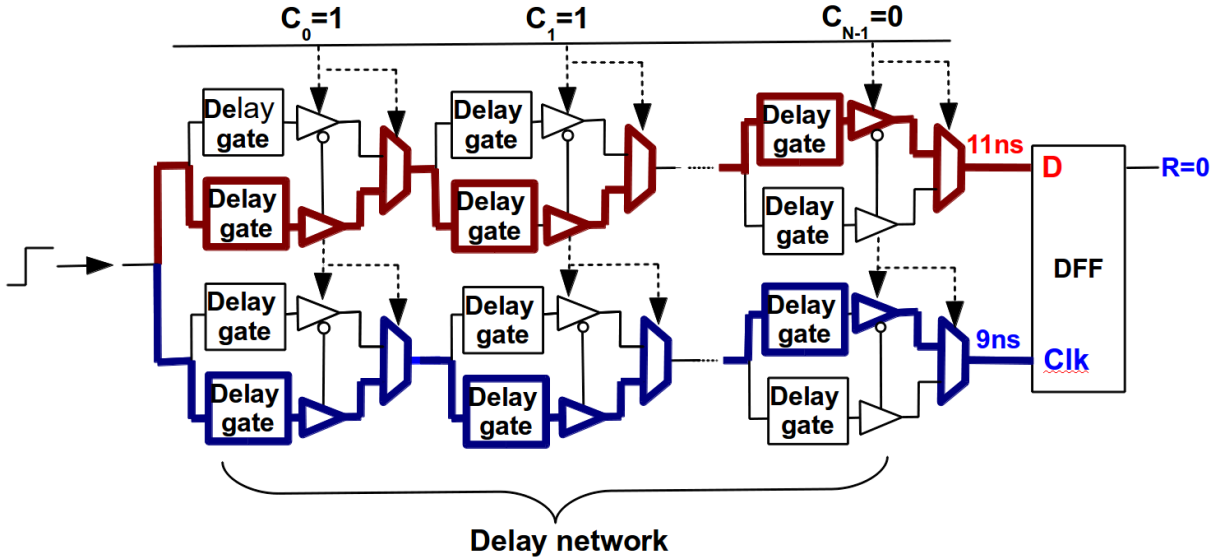 C0=1
C1=1
CN-1=0
Delay
gate
Delay
gate
Delay
gate
11ns
D
R=0
Delay
gate
Delay
gate
Delay
gate
DFF
Delay
gate
Delay
gate
Delay
gate
9ns
Clk
Delay
gate
Delay
gate
Delay
gate
Delay network